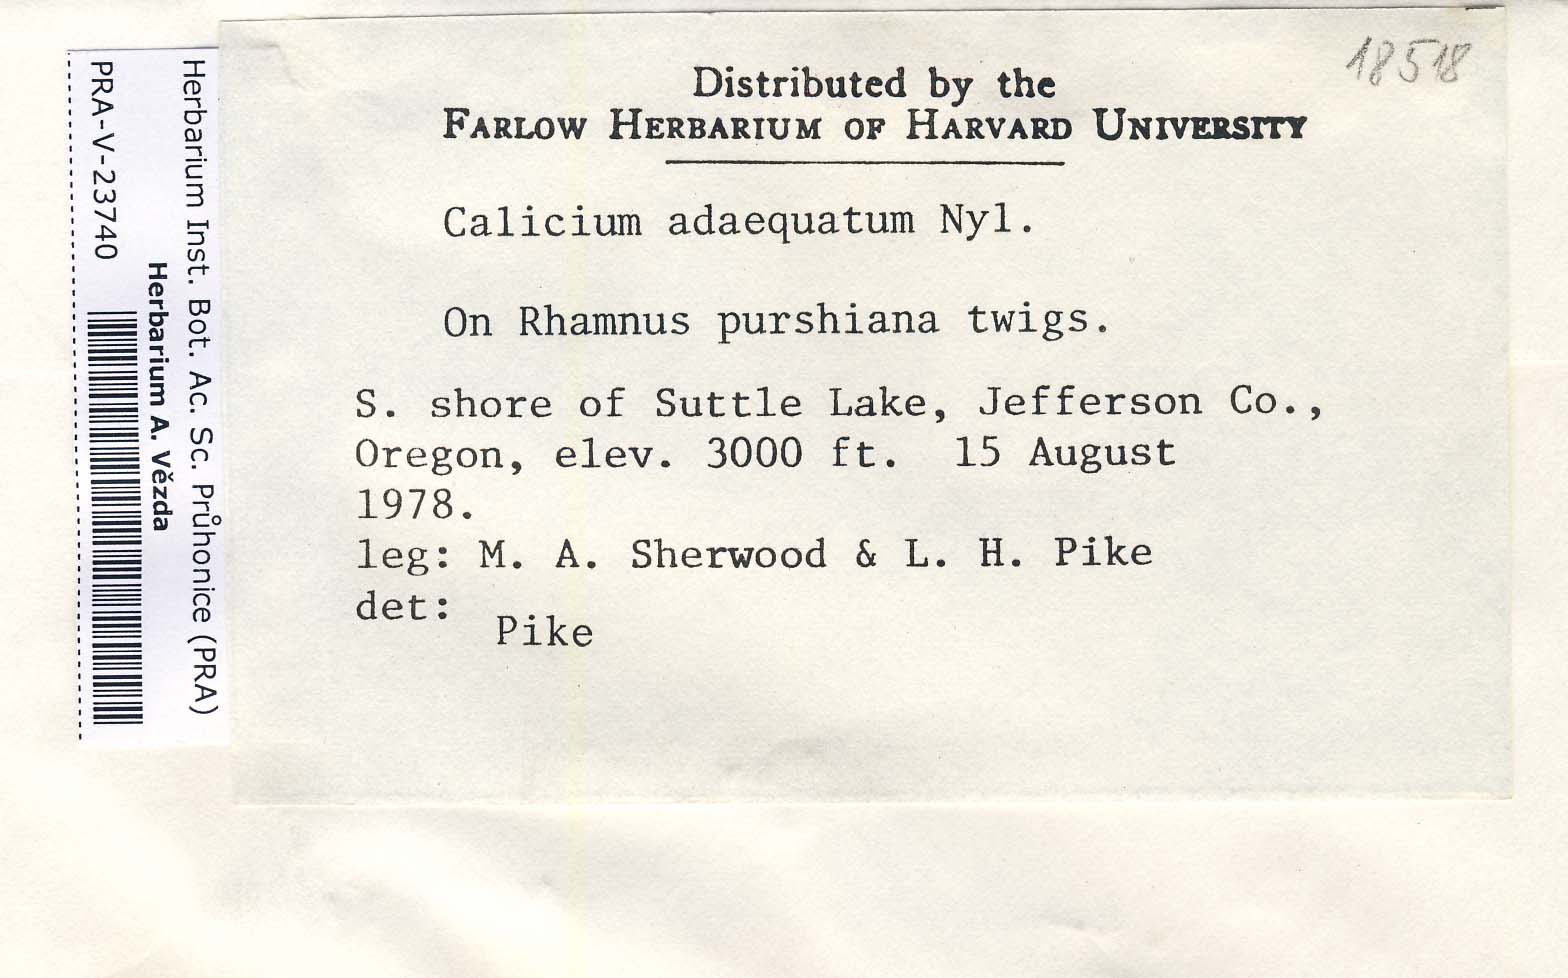 18518
Distributed by the
FARLOW HERBARIUM OF HARVARD UNIVERSITY
Calicium adaequatum Nyl.
On Rhamnus purshiana twigs.
S. shore of Suttle Lake, Jefferson Co.,
Oregon, elev. 3000 ft. 15 August
1978.
leg: M. A. Sherwood & L. H. Pike
det:
Pike
Herbarium Inst. Bot. Ac. Sc. Průhonice (PRA)
Herbarium A. Vězda
PRA-V-23740